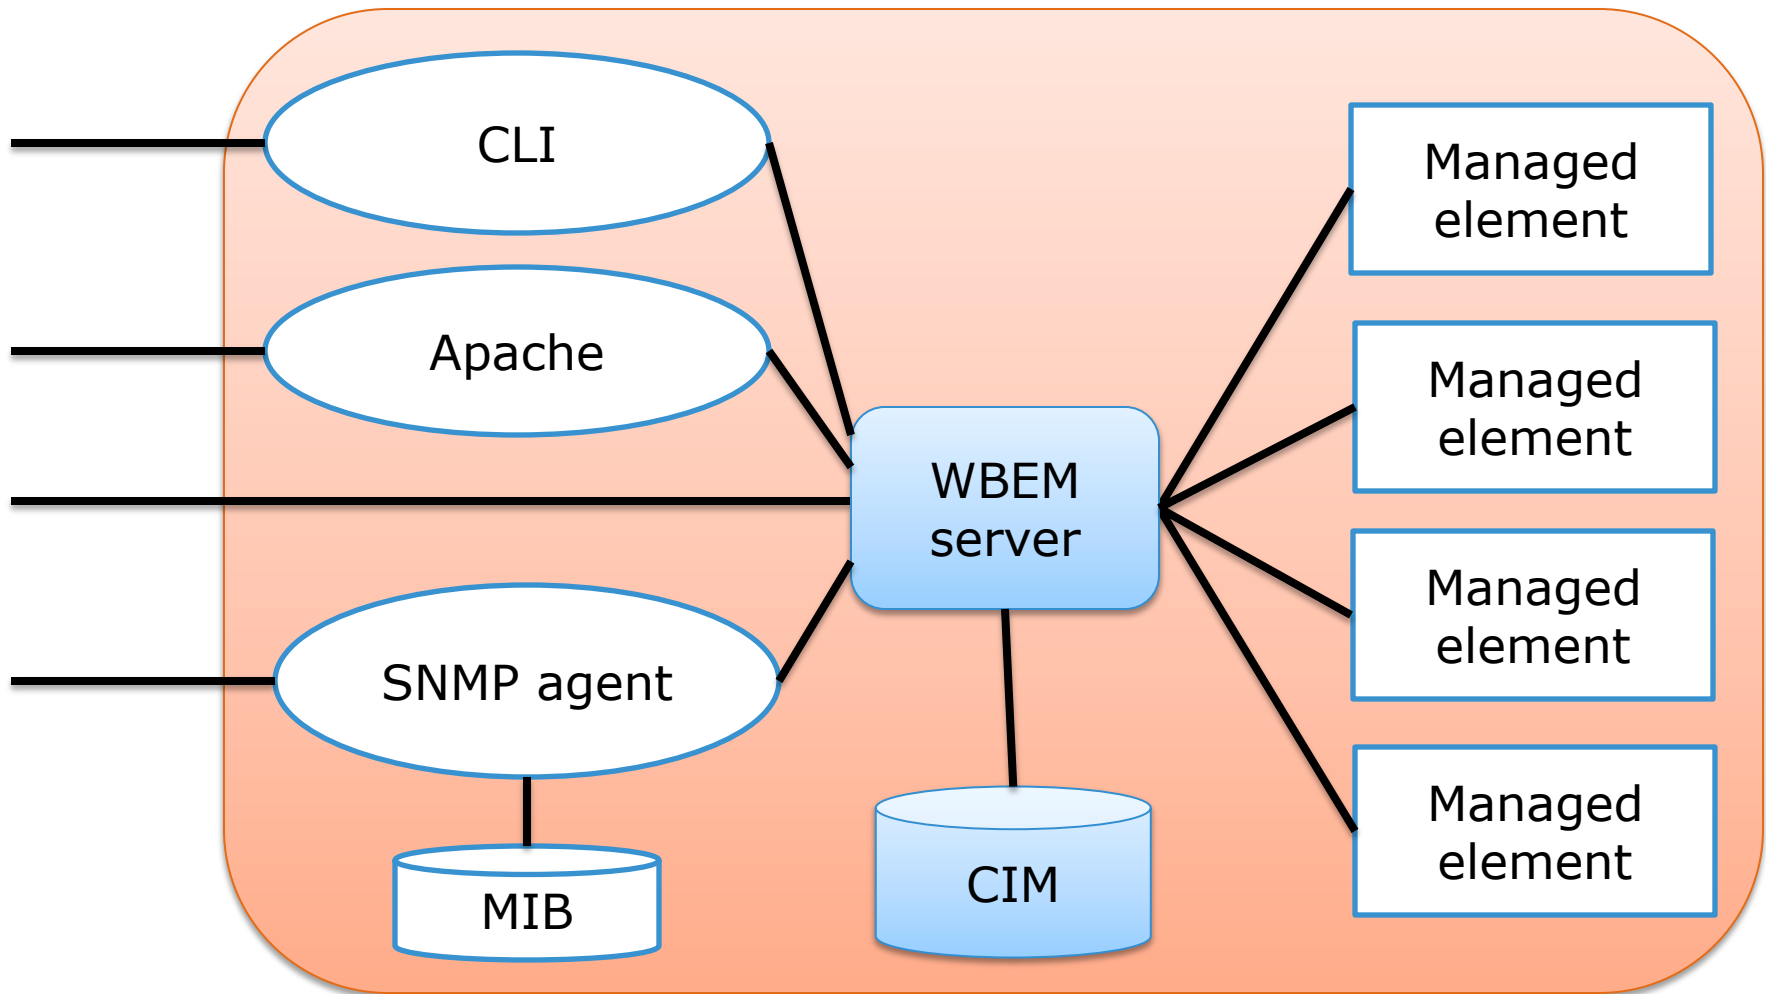 CLI
Apache
WBEM
server
SNMP agent
MIB
CIM
Managed
element
Managed
element
Managed
element
Managed
element